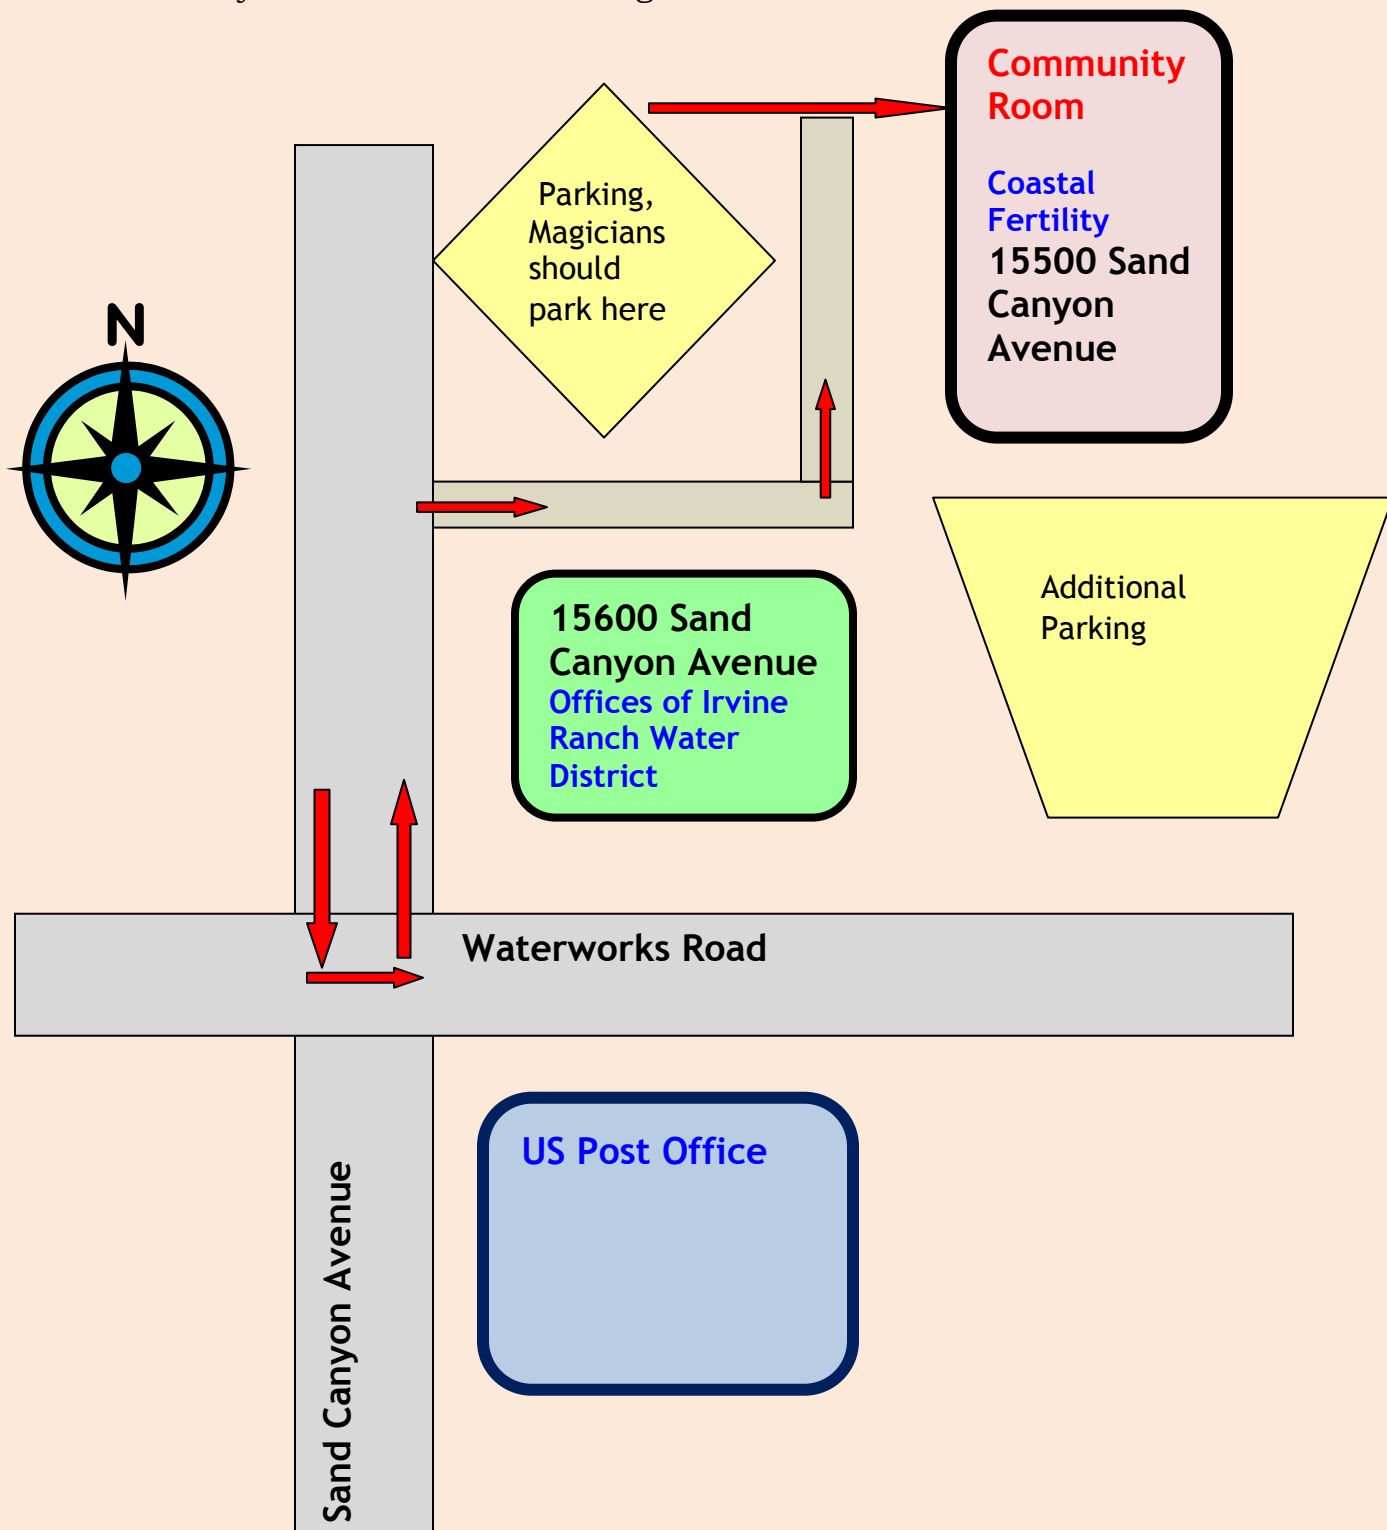 Community
Room
Coastal
Fertility
15500 Sand
Canyon
Avenue
Parking,
Magicians
should
park here
N
Additional
Parking
15600 Sand
Canyon Avenue
Offices of Irvine
Ranch Water
District
Waterworks Road
US Post Office
Sand Canyon Avenue